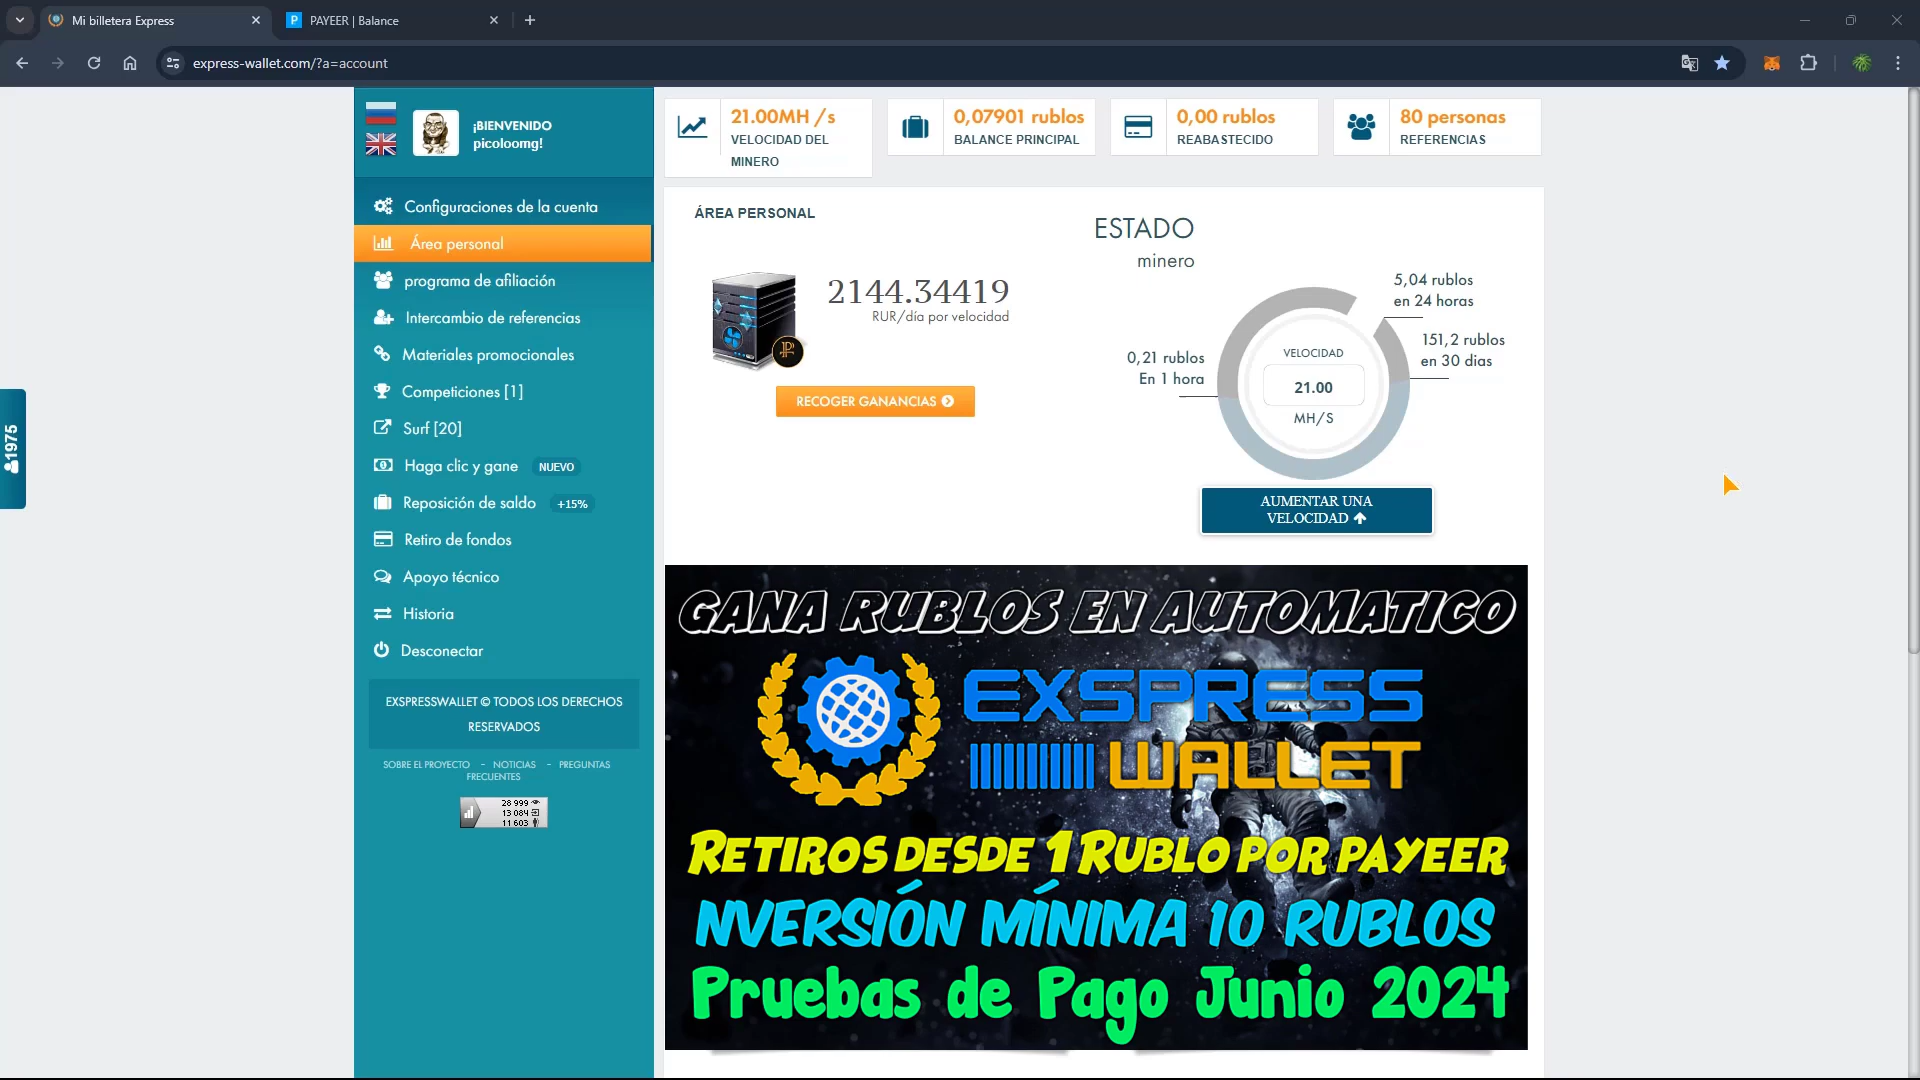 Mi billetera Express
PAYEER | Balance
express-wallet.com/?a=account
¡BIENVENIDO
picoloomg!
21.00MH /s
VELOCIDAD DEL
MINERO
0,07901 rublos
BALANCE PRINCIPAL
0,00 rublos
REABASTECIDO
80 personas
REFERENCIAS
Configuraciones de la cuenta
Área personal
programa de afiliación
Intercambio de referencias
Materiales promocionales
Competiciones [1]
Surf [20]
Haga clic y gane NUEVO
Reposición de saldo +15%
Retiro de fondos
Apoyo técnico
Historia
Desconectar
EXSPRESSWALLET © TODOS LOS DERECHOS
RESERVADOS
SOBRE EL PROYECTO - NOTICIAS - PREGUNTAS
FRECUENTES
28 999
13 084
11 603
1975
ÁREA PERSONAL
2144.34419
RUR/día por velocidad
RECOGER GANANCIAS
ESTADO
minero
5,04 rublos
en 24 horas
151,2 rublos
en 30 dias
0,21 rublos
En 1 hora
VELOCIDAD
21.00
MH/S
AUMENTAR UNA
VELOCIDAD
GANA RUBLOS EN AUTOMATICO
EXSPRESS
WALLET
RETIROS DESDE 1 RUBLO POR PAYEER
NVERSIÓN MÍNIMA 10 RUBLOS
Pruebas de Pago Junio 2024